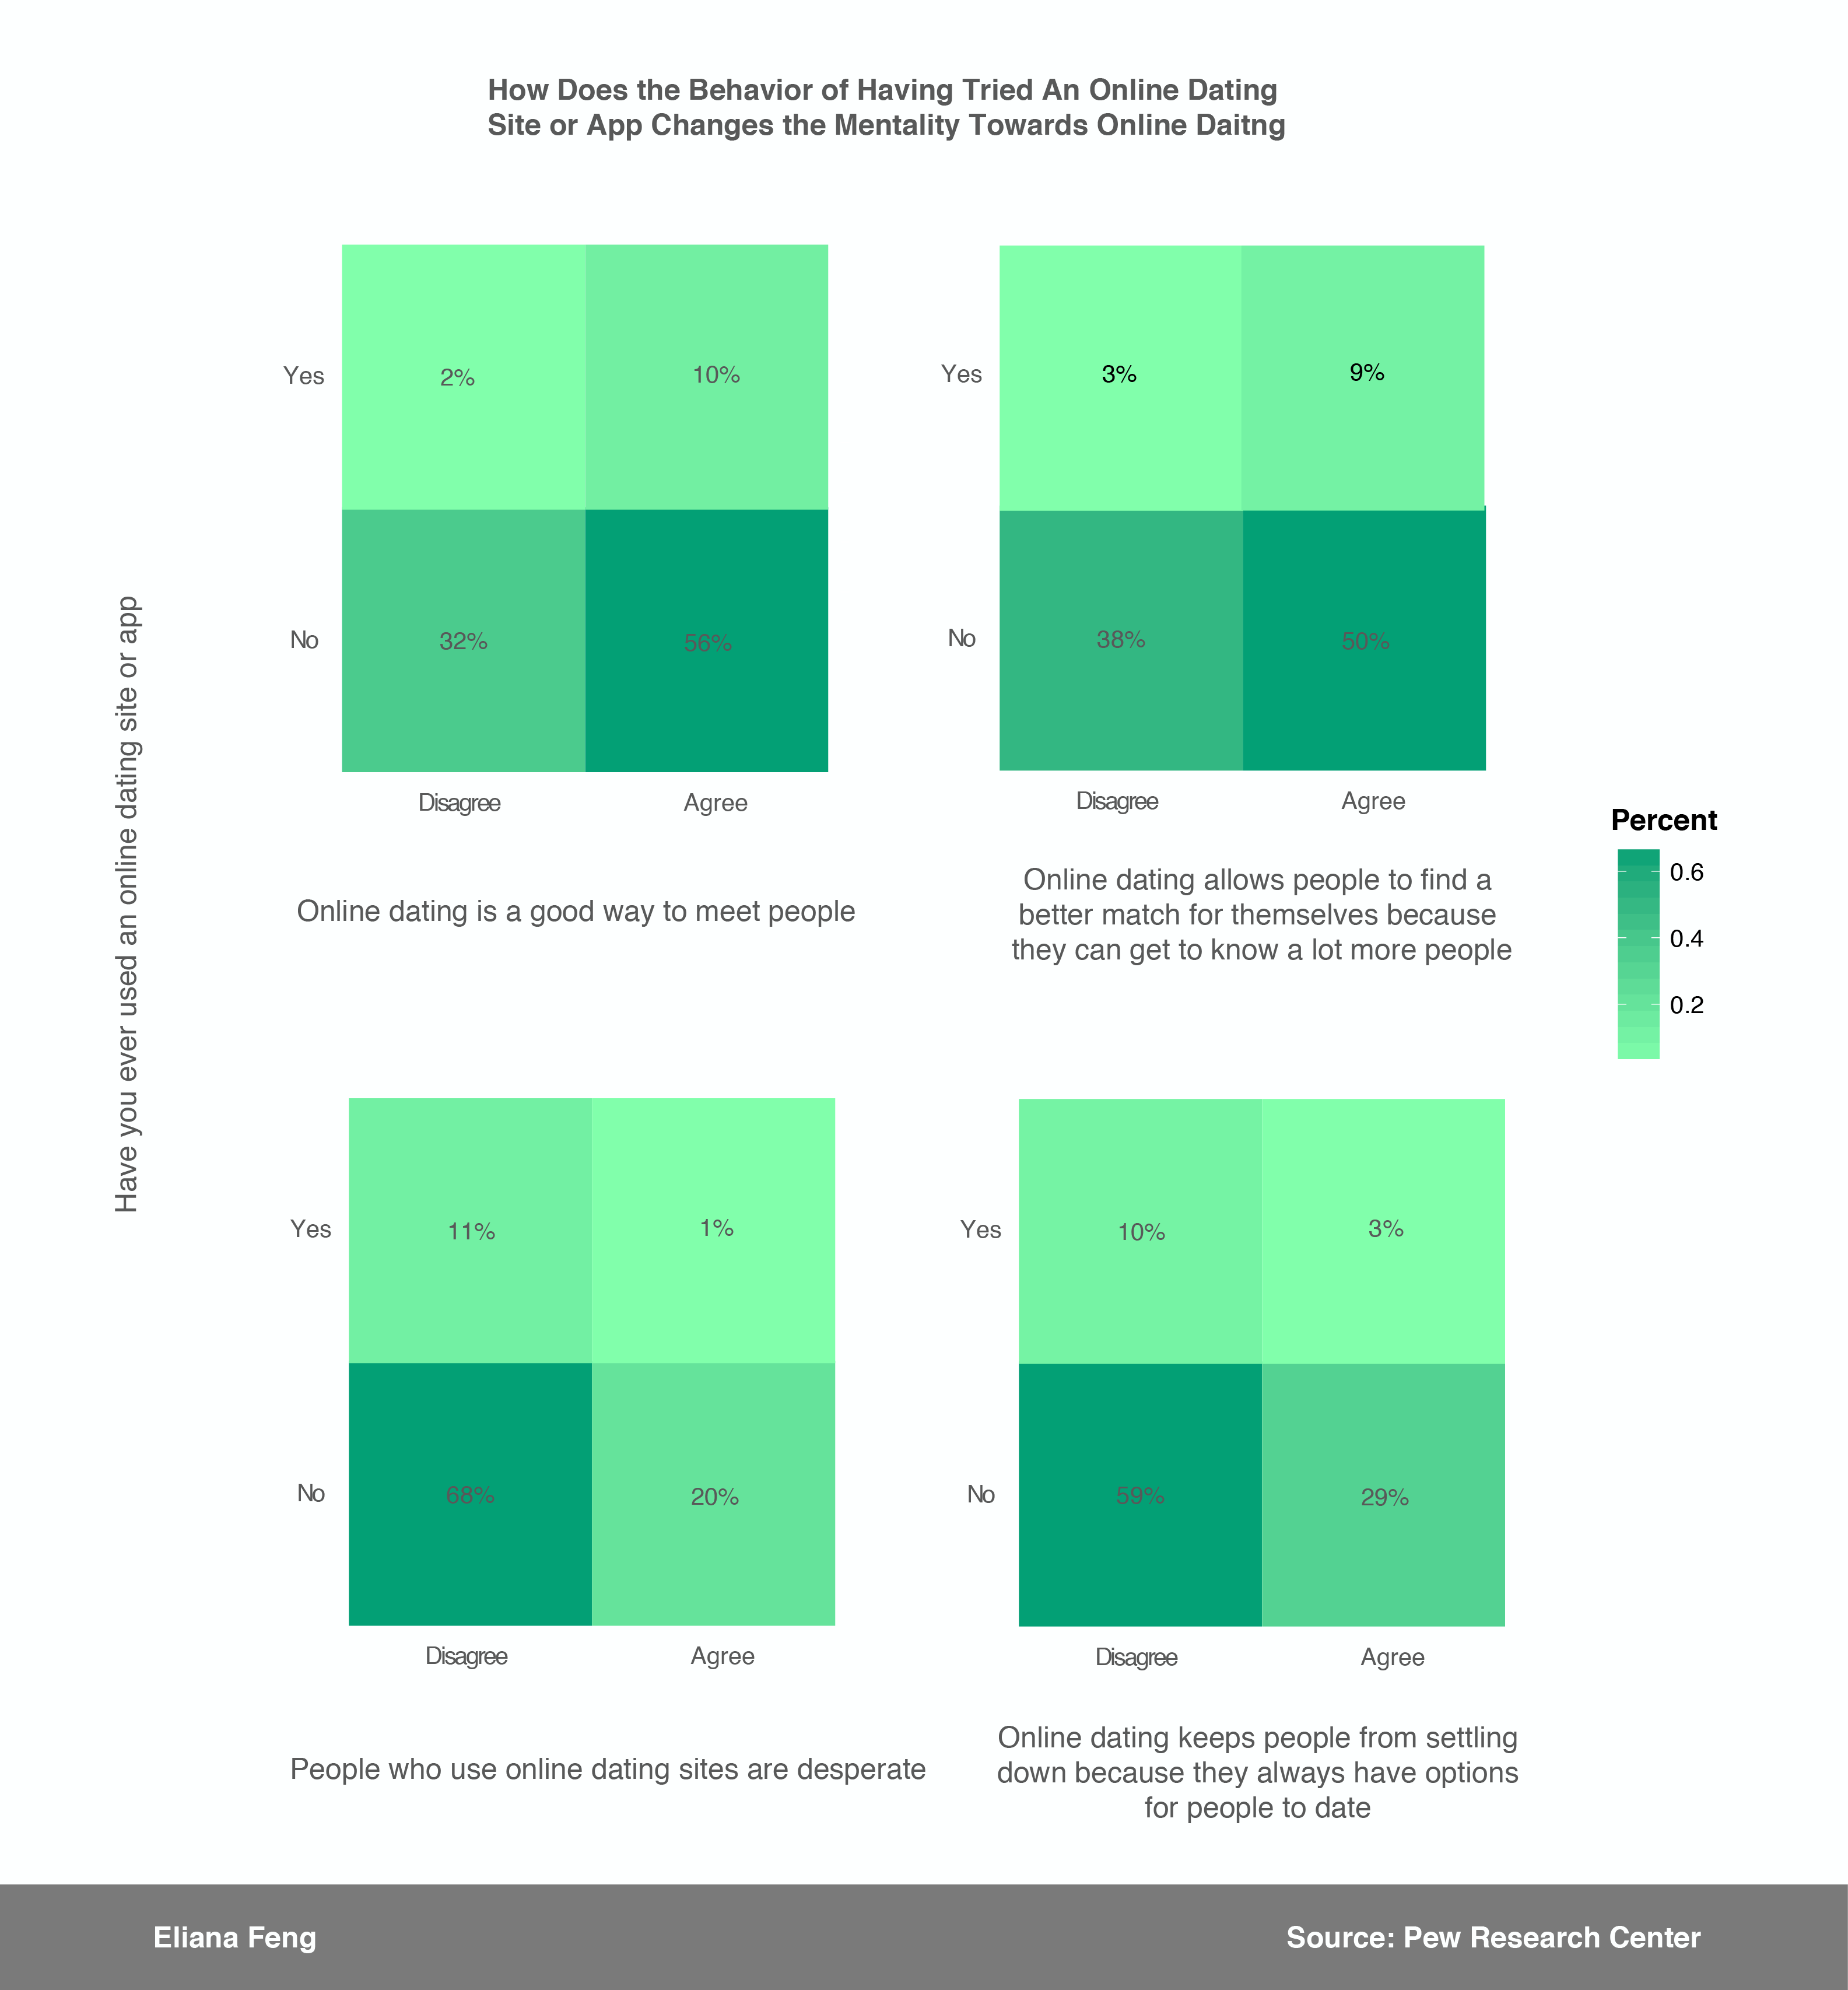 How Does the Behavior of Having Tried An Online Dating
Site or App Changes the Mentality Towards Online Daitng
Have you ever used an online dating site or app
Yes
2%
10%
No
32%
56%
Disagree
Agree
Online dating is a good way to meet people
Yes
3%
9%
No
38%
50%
Disagree
Agree
Online dating allows people to find a
better match for themselves because
they can get to know a lot more people
Percent
0.6
0.4
0.2
Yes
11%
1%
No
68%
20%
Disagree
Agree
People who use online dating sites are desperate
Yes
10%
3%
No
59%
29%
Disagree
Agree
Online dating keeps people from settling
down because they always have options
for people to date
Eliana Feng
Source: Pew Research Center